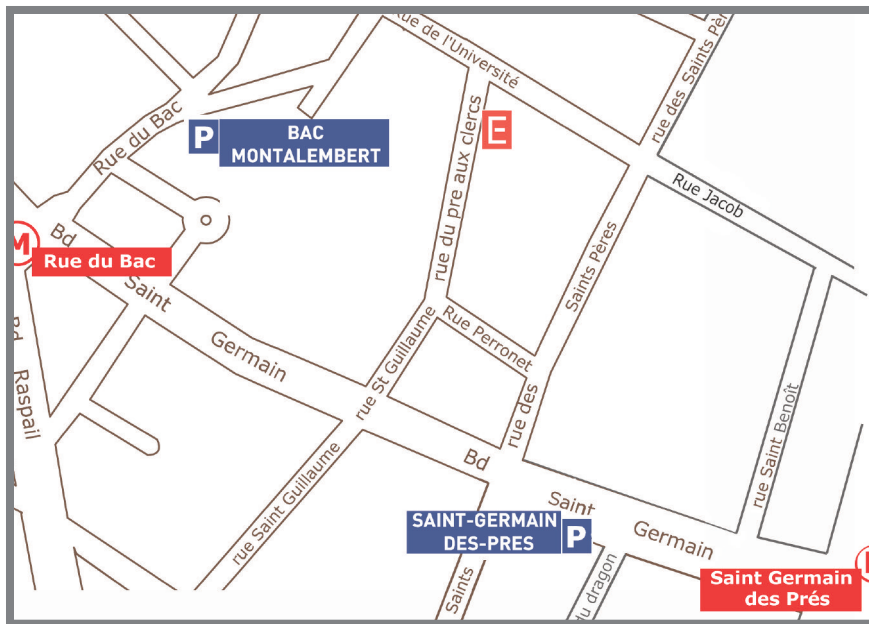 Rue de l'Université
rue des Saints Pères
Rue du Bac
P
BAC
MONTALEMBERT
rue du pre aux clercs
E
Rue Jacob
M
Rue du Bac
Bd
Saint
Germain
Bd
Raspail
rue St Guillaume
Rue Perronet
rue des
Saints Pères
rue Saint Guillaume
Bd
Saint
Germain
rue Saint Benoît
SAINT-GERMAIN
DES-PRES
P
Saints
du dragon
Saint Germain
des Prés